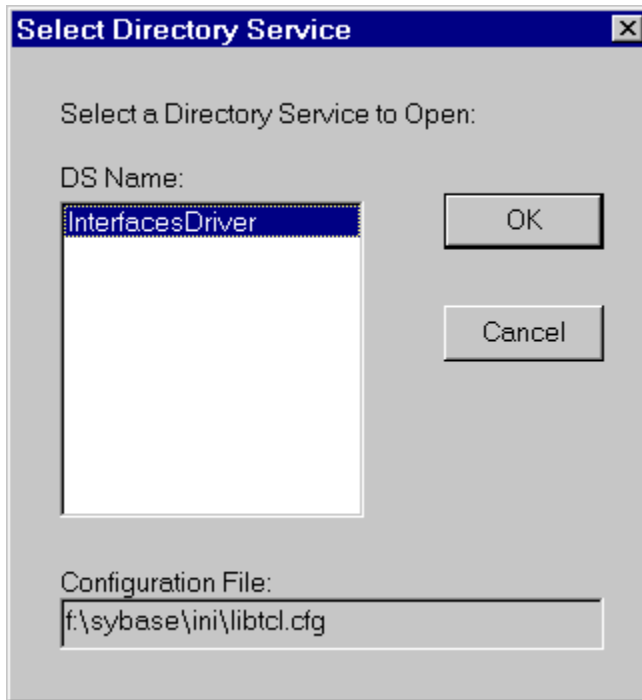 Select Directory Service
Select a Directory Service to Open:
DS Name:
InterfacesDriver
OK
Cancel
Configuration File:
f:\sybase\ini\libtcl.cfg